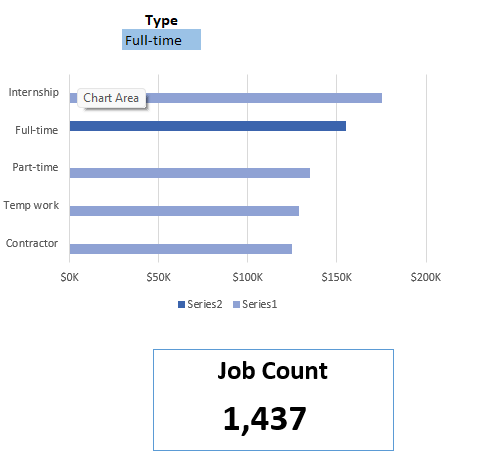 Type
Full-time
Internship
Chart Area
Full-time
Part-time
Temp work
Contractor
$0K $50K $100K $150K $200K
Series2 Series1
Job Count
1,437